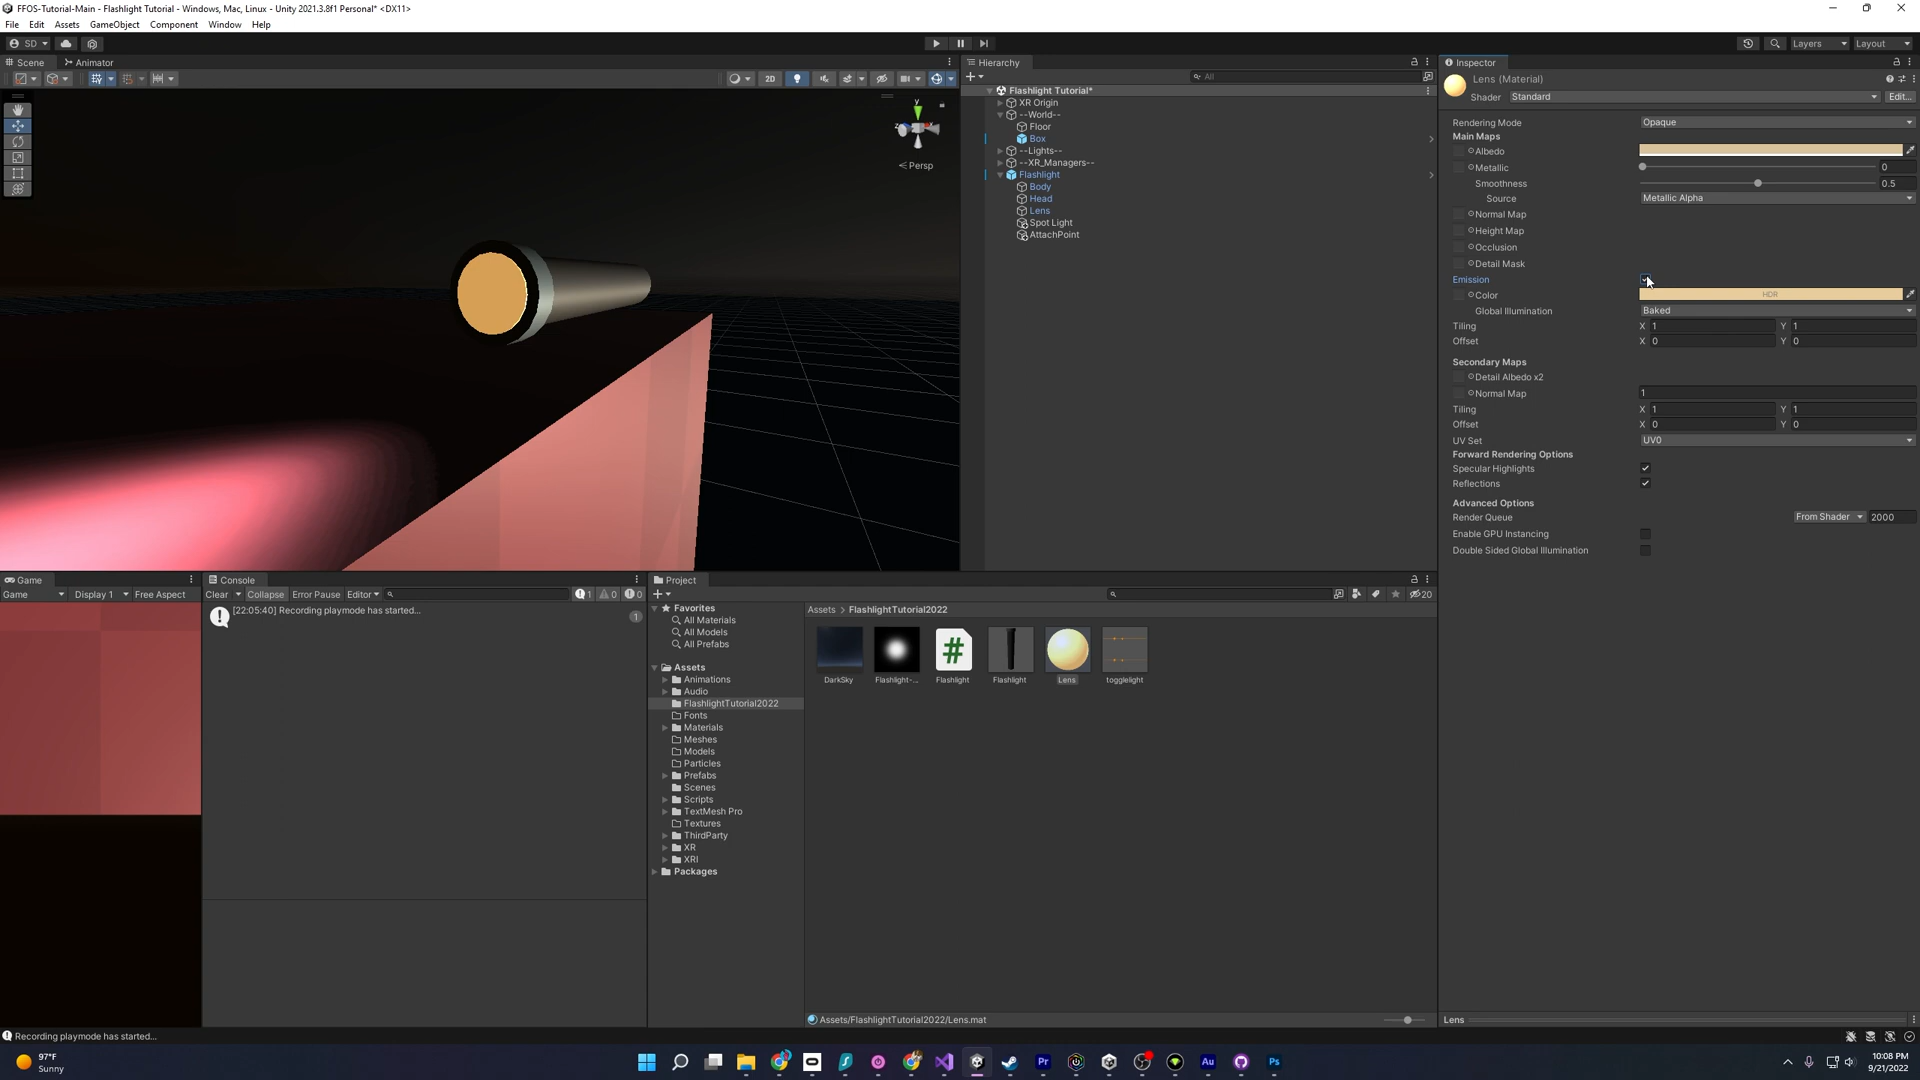 FFOS-Tutorial-Main - Flashlight Tutorial - Windows, Mac, Linux - Unity 2021.3.8f1 Personal* <DX11>
File Edit Assets GameObject Component Window Help
SD
Layers Layout
Scene Animator
2D
Persp
y
z
Hierarchy
All
Flashlight Tutorial*
XR Origin
--World--
Floor
Box
--Lights--
--XR_Managers--
Flashlight
Body
Head
Lens
Spot Light
AttachPoint
Inspector
Lens (Material)
Shader Standard Edit...
Rendering Mode Opaque
Main Maps
Albedo
Metallic 0
Smoothness 0.5
Source Metallic Alpha
Normal Map
Height Map
Occlusion
Detail Mask
Emission
Color HDR
Global Illumination Baked
Tiling X 1 Y 1
Offset X 0 Y 0
Secondary Maps
Detail Albedo x2
Normal Map 1
Tiling X 1 Y 1
Offset X 0 Y 0
UV Set UV0
Forward Rendering Options
Specular Highlights
Reflections
Advanced Options
Render Queue From Shader 2000
Enable GPU Instancing
Double Sided Global Illumination
Lens
Game
Game Display 1 Free Aspect
Console
Clear Collapse Error Pause Editor 1 0 0
[22:05:40] Recording playmode has started...
1
Project
20
Favorites
All Materials
All Models
All Prefabs
Assets
Animations
Audio
FlashlightTutorial2022
Fonts
Materials
Meshes
Models
Particles
Prefabs
Scenes
Scripts
TextMesh Pro
Textures
ThirdParty
XR
XRI
Packages
Assets > FlashlightTutorial2022
#
DarkSky Flashlight-... Flashlight Flashlight Lens togglelight
Assets/FlashlightTutorial2022/Lens.mat
Recording playmode has started...
97°F
Sunny
Pr Au Ps
10:08 PM
9/21/2022